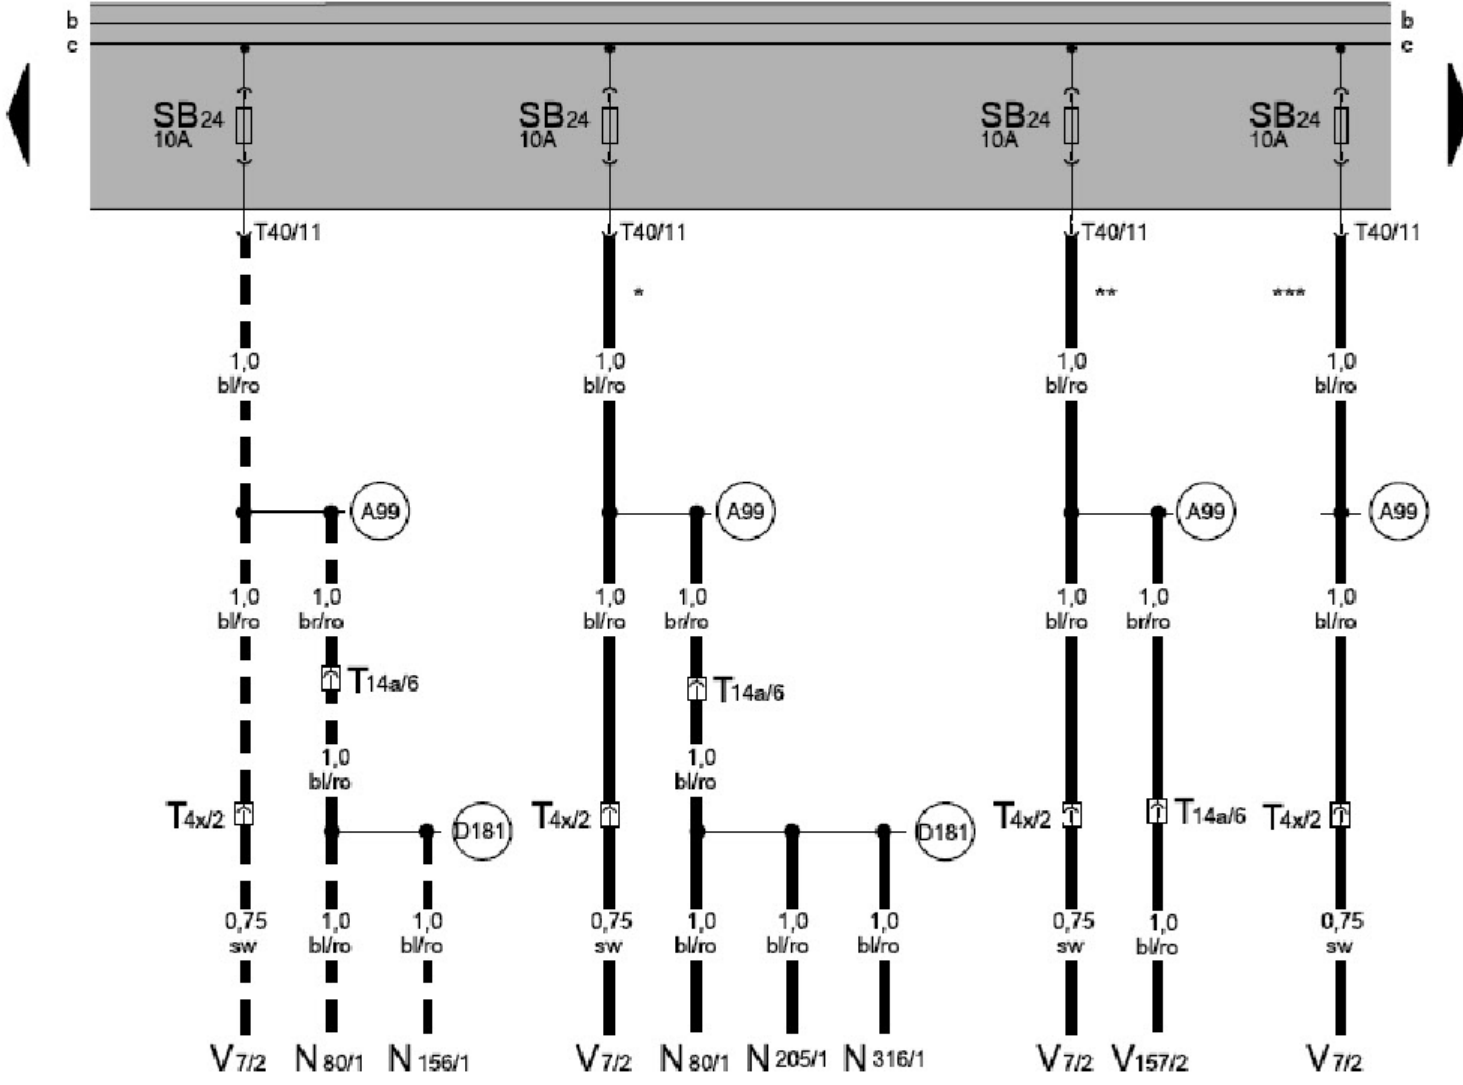 b b
c c
SB24 SB24 SB24 SB24
10A 10A 10A 10A
T40/11 T40/11 T40/11 T40/11
* ** ***
1,0 1,0 1,0 1,0
bl/ro bl/ro bl/ro bl/ro
A99 A99 A99 A99
1,0 1,0 1,0 1,0 1,0 1,0 1,0
bl/ro br/ro bl/ro br/ro bl/ro br/ro bl/ro
T14a/6 T14a/6
1,0 1,0
bl/ro bl/ro
T4x/2 T4x/2 T4x/2 T14a/6 T4x/2
D181 D181
0,75 1,0 1,0 0,75 1,0 1,0 1,0 0,75 1,0 0,75
sw bl/ro bl/ro sw bl/ro bl/ro bl/ro sw bl/ro sw
V7/2 N80/1 N156/1 V7/2 N80/1 N205/1 N316/1 V7/2 V157/2 V7/2